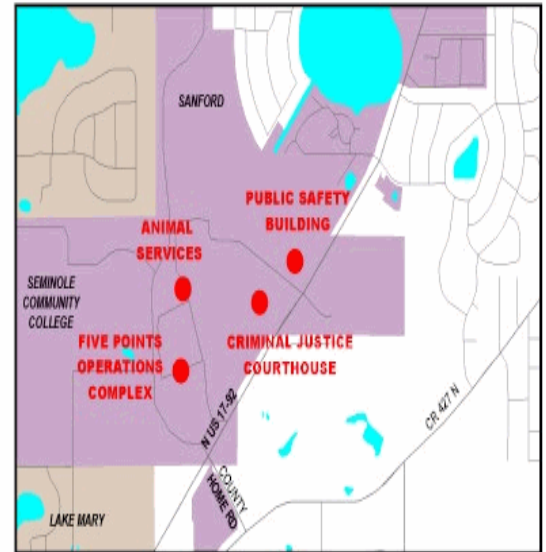 SANFORD
PUBLIC SAFETY
BUILDING
ANIMAL
SERVICES
SEMINOLE
COMMUNITY
COLLEGE
FIVE POINTS
OPERATIONS
COMPLEX
CRIMINAL JUSTICE
COURTHOUSE
N US 17-92
CR 427 N
COUNTY
HOME RD
LAKE MARY